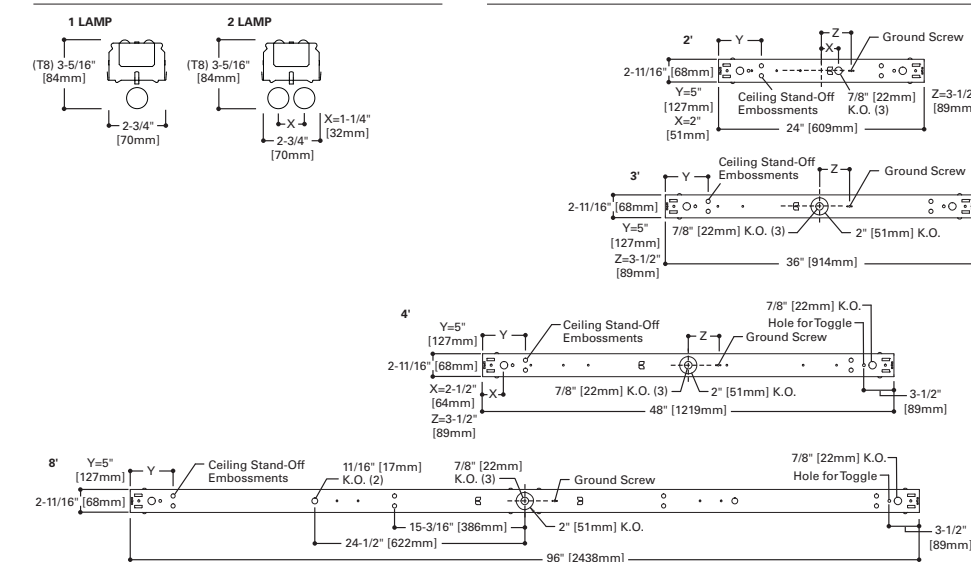 1 LAMP
(T8) 3-5/16"
[84mm]
2-3/4"
[70mm]
2 LAMP
(T8) 3-5/16"
[84mm]
X
X=1-1/4"
[32mm]
2-3/4"
[70mm]
2'
Y
Z
X
Ground Screw
2-11/16" [68mm]
Y=5"
[127mm]
X=2"
[51mm]
Ceiling Stand-Off
Embossments
7/8" [22mm]
K.O. (3)
24" [609mm]
3'
Y
Ceiling Stand-Off
Embossments
Z
Ground Screw
2-11/16" [68mm]
Y=5"
[127mm]
Z=3-1/2"
[89mm]
7/8" [22mm] K.O. (3)
2" [51mm] K.O.
36" [914mm]
4'
Y=5"
[127mm]
Y
Ceiling Stand-Off
Embossments
Z
7/8" [22mm] K.O.
Hole for Toggle
Ground Screw
2-11/16" [68mm]
X=2-1/2"
[64mm]
Z=3-1/2"
[89mm]
X
7/8" [22mm] K.O. (3)
2" [51mm] K.O.
48" [1219mm]
3-1/2"
[89mm]
8'
Y=5"
[127mm]
Y
Ceiling Stand-Off
Embossments
11/16" [17mm]
K.O. (2)
7/8" [22mm]
K.O. (3)
Ground Screw
7/8" [22mm] K.O.
Hole for Toggle
2-11/16" [68mm]
15-3/16" [386mm]
2" [51mm] K.O.
24-1/2" [622mm]
3-1/2"
[89mm]
96" [2438mm]